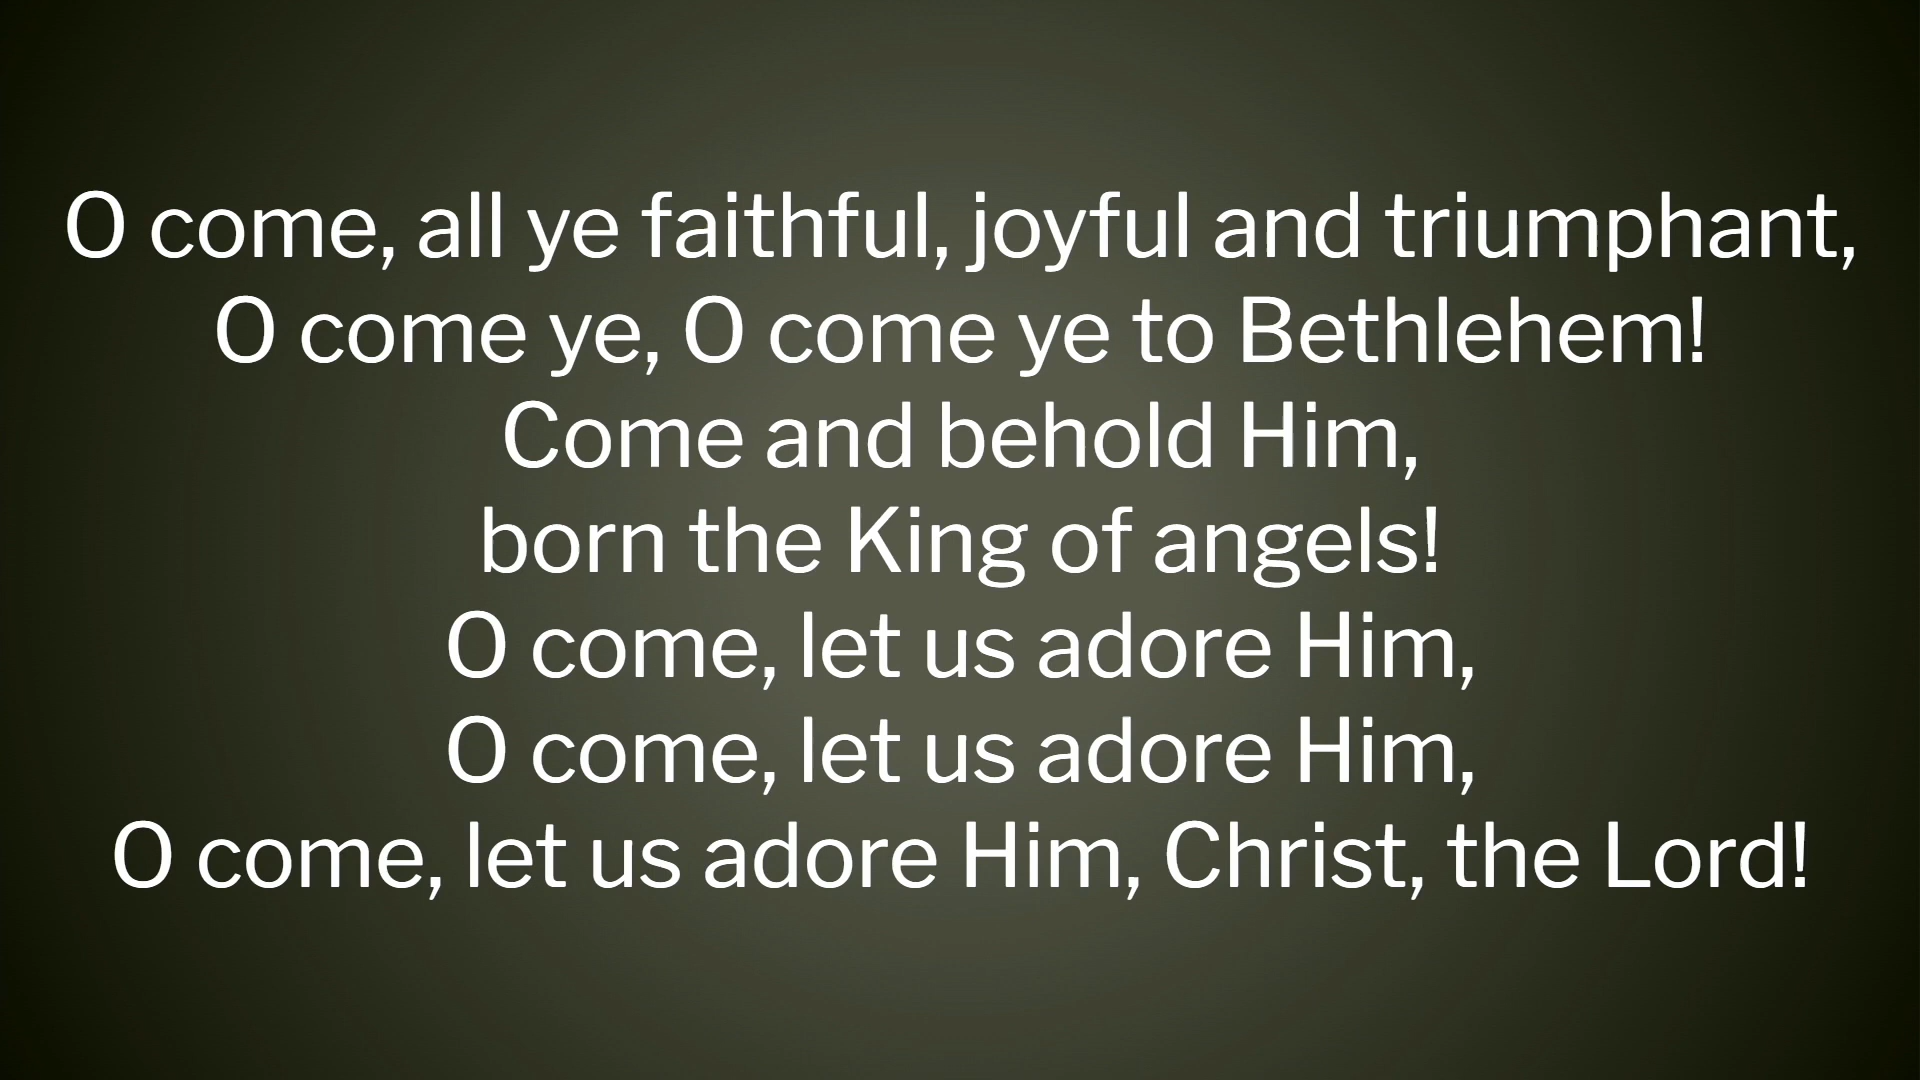 O come, all ye faithful, joyful and triumphant,
O come ye, O come ye to Bethlehem!
Come and behold Him,
born the King of angels!
O come, let us adore Him,
O come, let us adore Him,
O come, let us adore Him, Christ, the Lord!